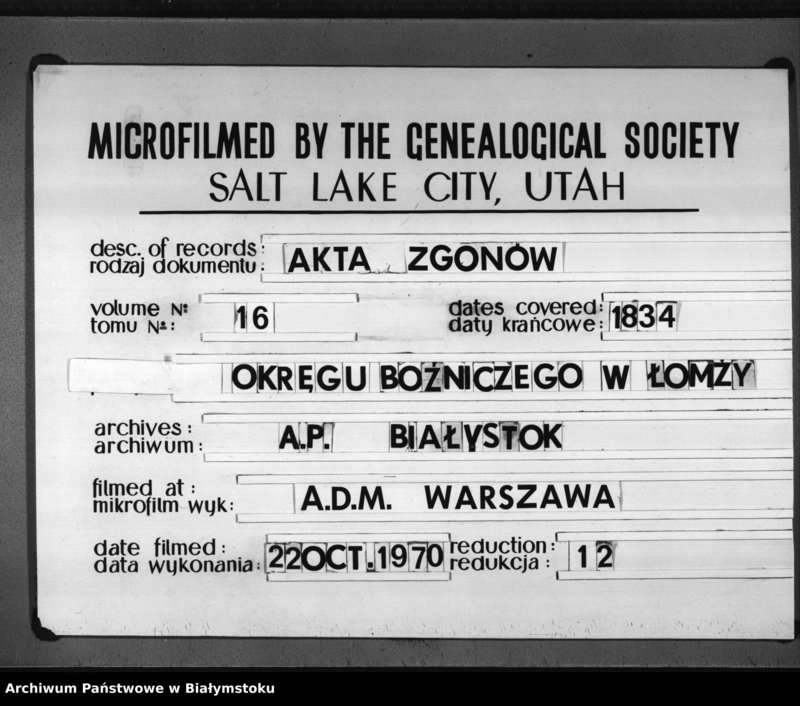 MICROFILMED BY THE GENEALOGICAL SOCIETY
SALT LAKE CITY, UTAH
desc. of records:
rodzaj dokumentu: AKTA ZGONÓW
volume №
tomu №: 16
dates covered:
daty krańcowe: 1834
OKRĘGU BOŹNICZEGO W ŁOMŻY
archives:
archiwum: A.P. BIAŁYSTOK
filmed at:
mikrofilm wyk: A.D.M. WARSZAWA
date filmed:
data wykonania: 22 OCT. 1970
reduction:
redukcja: 12
Archiwum Państwowe w Białymstoku